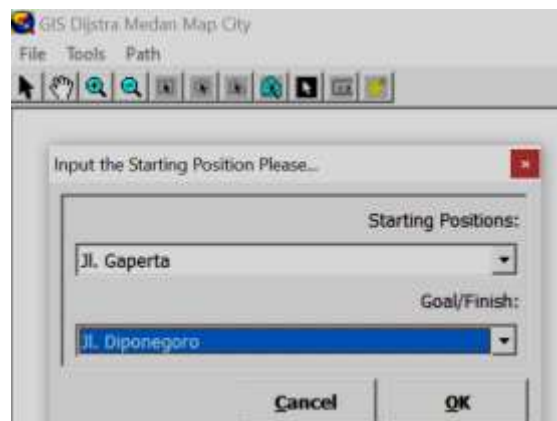 GIS Dijstra Medan Map City
File Tools Path
Input the Starting Position Please...
Starting Positions:
Jl. Gaperta
Goal/Finish:
Jl. Diponegoro
Cancel OK